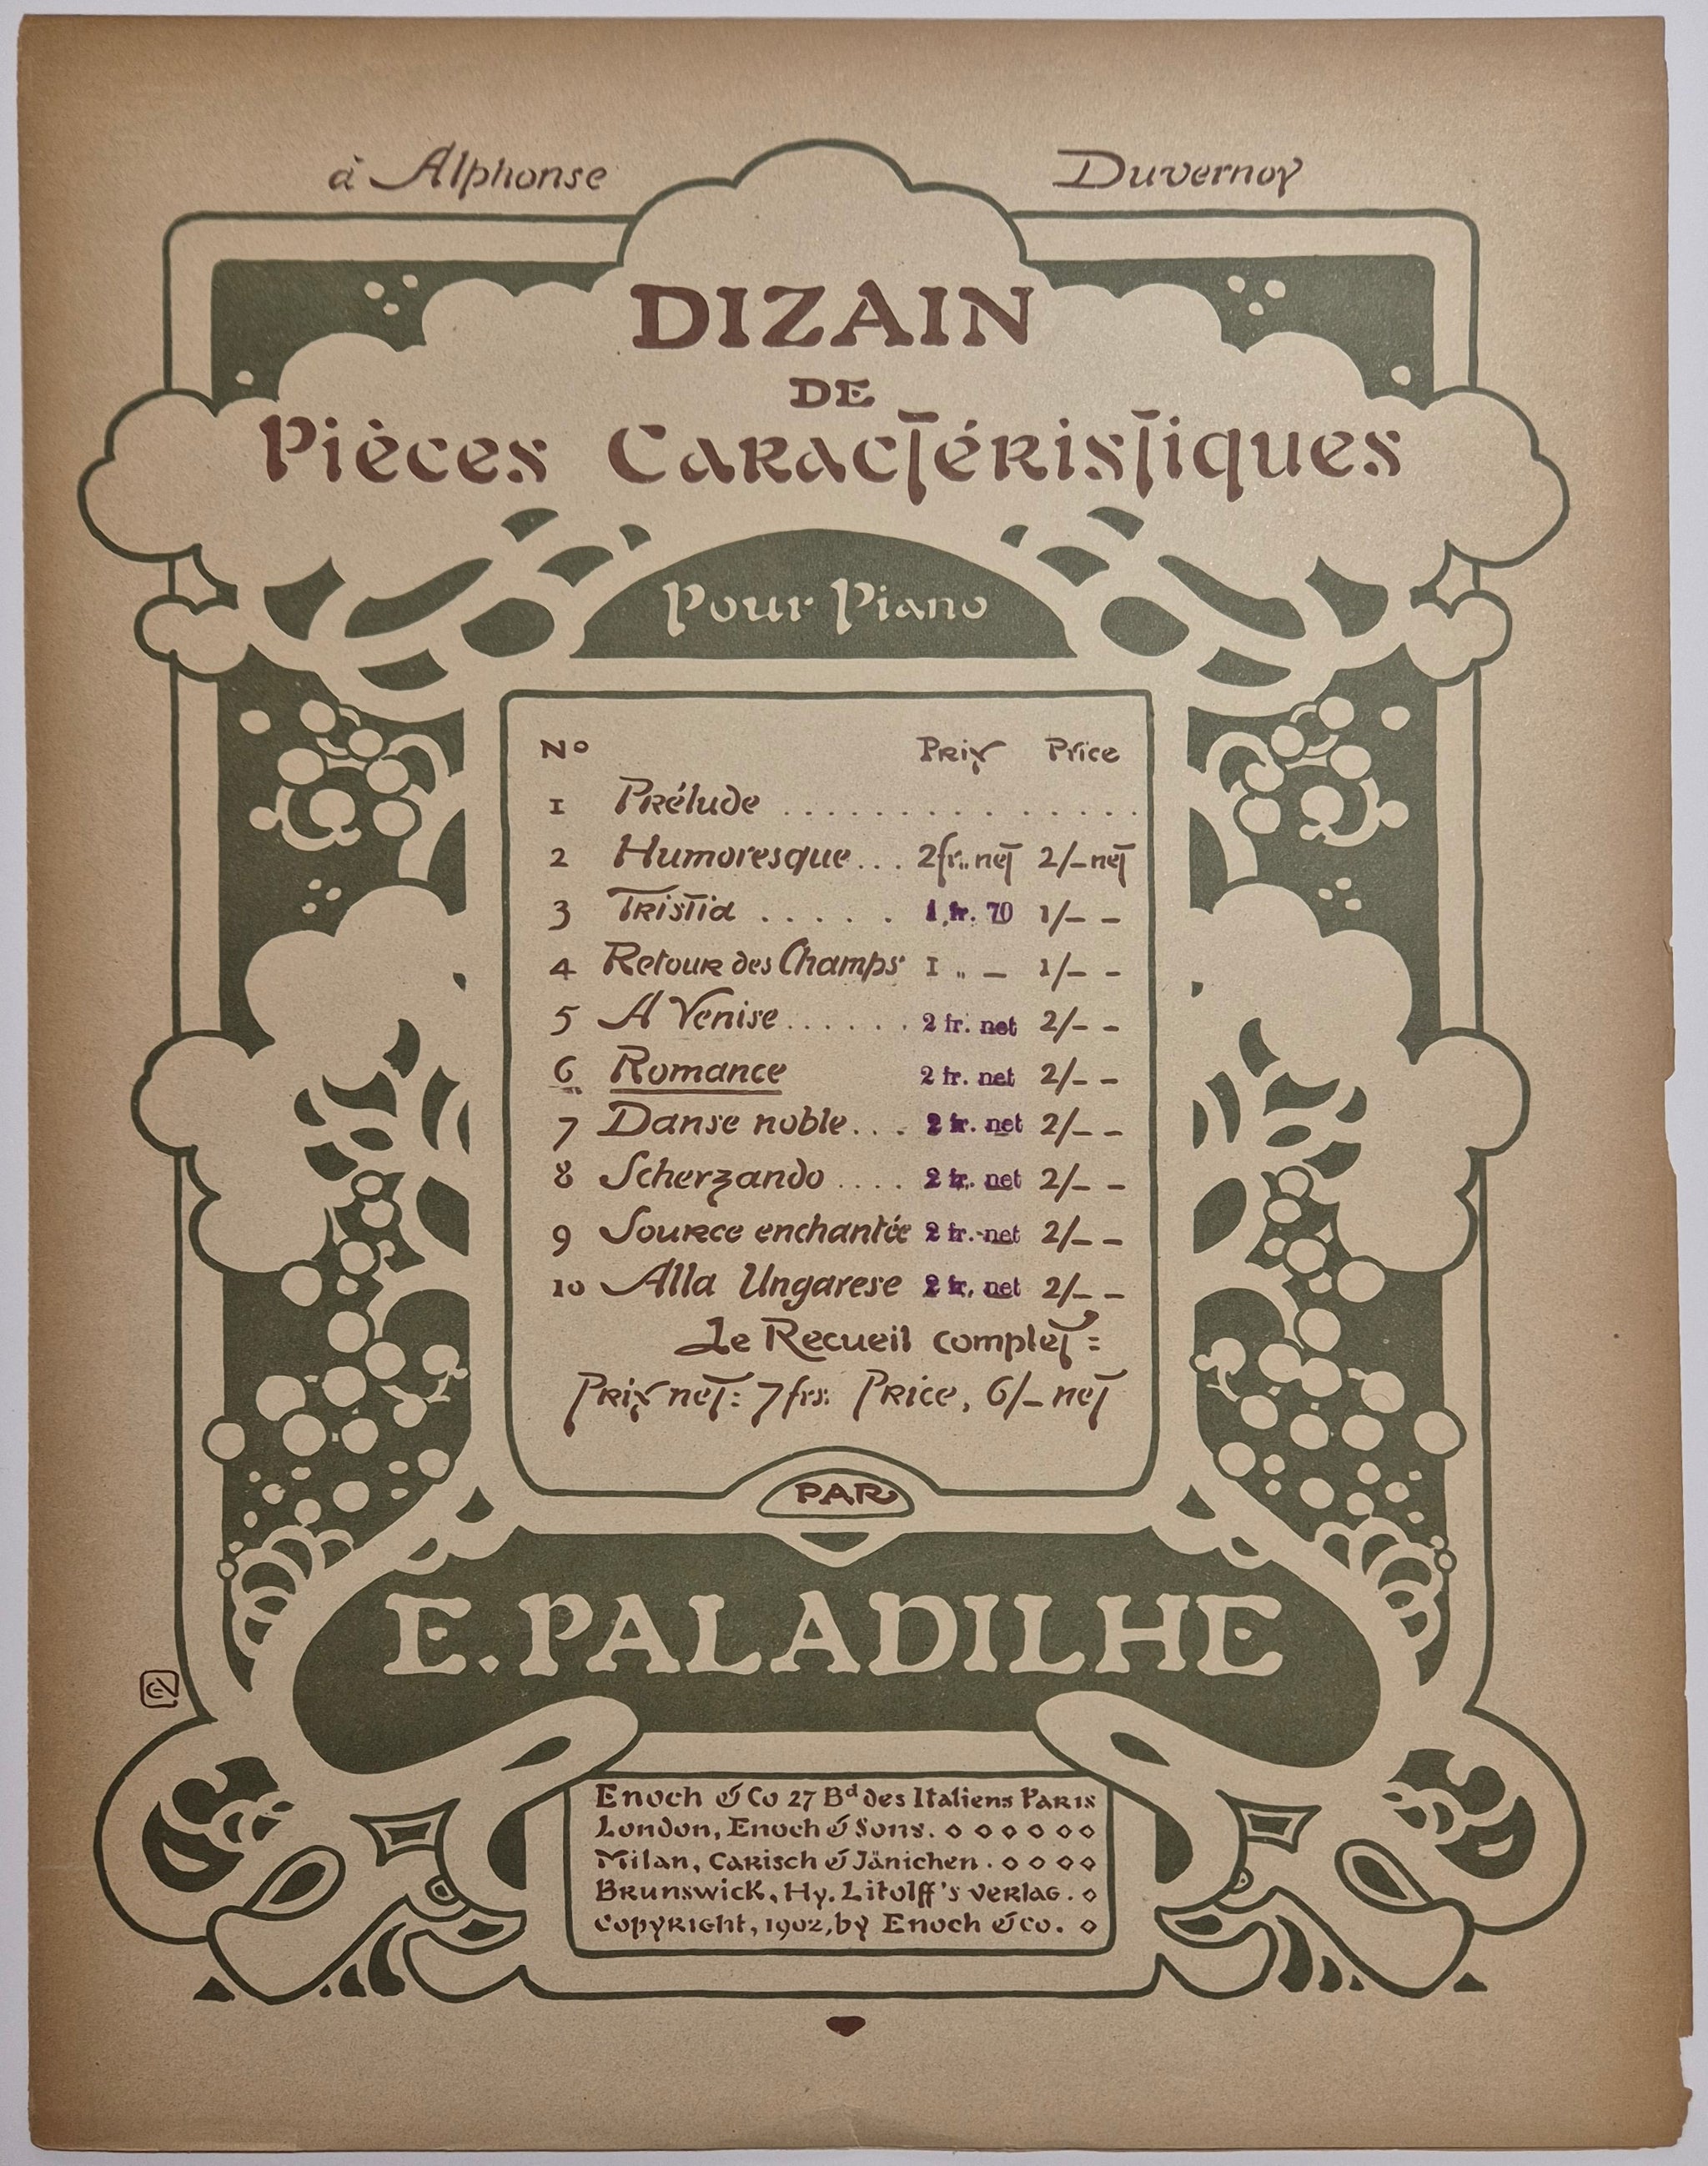 à Alphonse Duvernoy
DIZAIN
DE
Pièces Caractéristiques
Pour Piano
No Prix Price
1 Prélude ...............
2 Humoresque... 2fr.. net 2/- net
3 Tristia ..... 1 fr. 70 1/- -
4 Retour des Champs 1 „ - 1/- -
5 A Venise....... 2 fr. net 2/- -
6 Romance 2 fr. net 2/- -
7 Danse noble... 2 fr. net 2/- -
8 Scherzando .... 2 fr. net 2/- -
9 Source enchantée 2 fr. net 2/- -
10 Alla Ungarese 2 fr. net 2/- -
Le Recueil complet =
Prix net: 7 frs: Price, 6/- net
PAR
E. PALADILHE
Enoch & Co 27 Bd des Italiens Paris
London, Enoch & Sons.
Milan, Carisch & Jänichen.
Brunswick, Hy. Litolff's Verlag.
Copyright, 1902, by Enoch & Co.